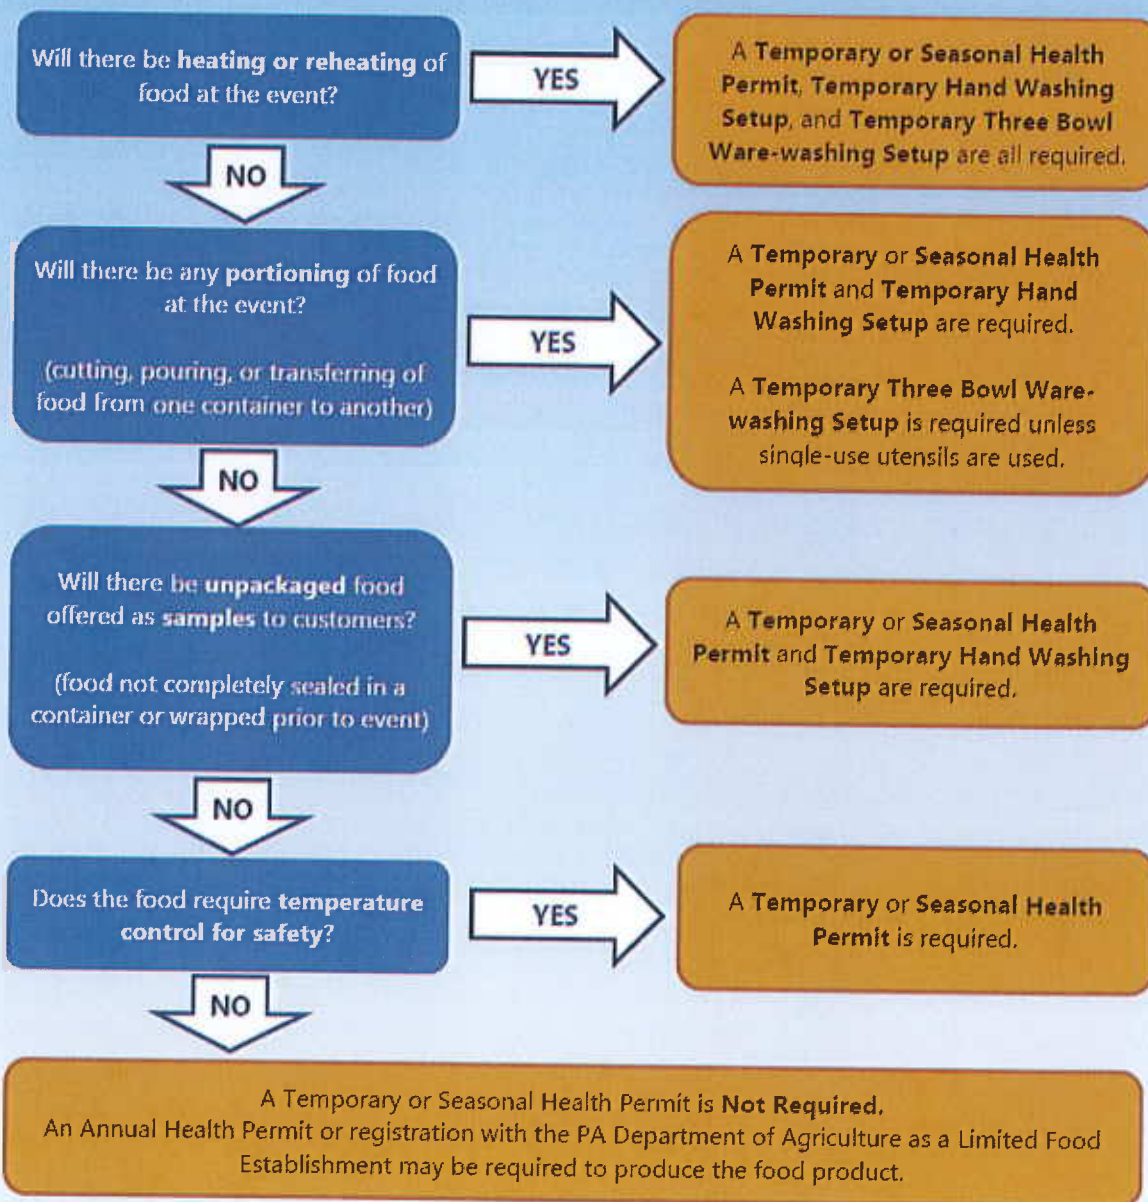 Will there be heating or reheating of
food at the event?
YES
A Temporary or Seasonal Health
Permit, Temporary Hand Washing
Setup, and Temporary Three Bowl
Ware-washing Setup are all required.
NO
Will there be any portioning of food
at the event?
(cutting, pouring, or transferring of
food from one container to another)
YES
A Temporary or Seasonal Health
Permit and Temporary Hand
Washing Setup are required.
A Temporary Three Bowl Ware-
washing Setup is required unless
single-use utensils are used.
NO
Will there be unpackaged food
offered as samples to customers?
(food not completely sealed in a
container or wrapped prior to event)
YES
A Temporary or Seasonal Health
Permit and Temporary Hand Washing
Setup are required.
NO
Does the food require temperature
control for safety?
YES
A Temporary or Seasonal Health
Permit is required.
NO
A Temporary or Seasonal Health Permit is Not Required.
An Annual Health Permit or registration with the PA Department of Agriculture as a Limited Food
Establishment may be required to produce the food product.